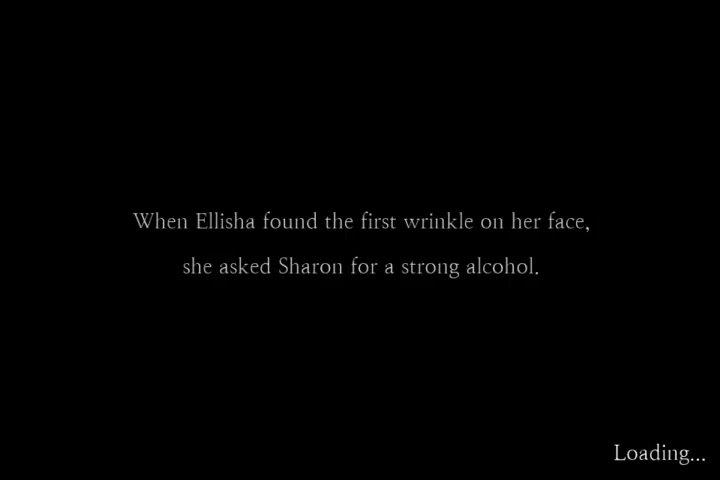 When Ellisha found the first wrinkle on her face,
she asked Sharon for a strong alcohol.
Loading...